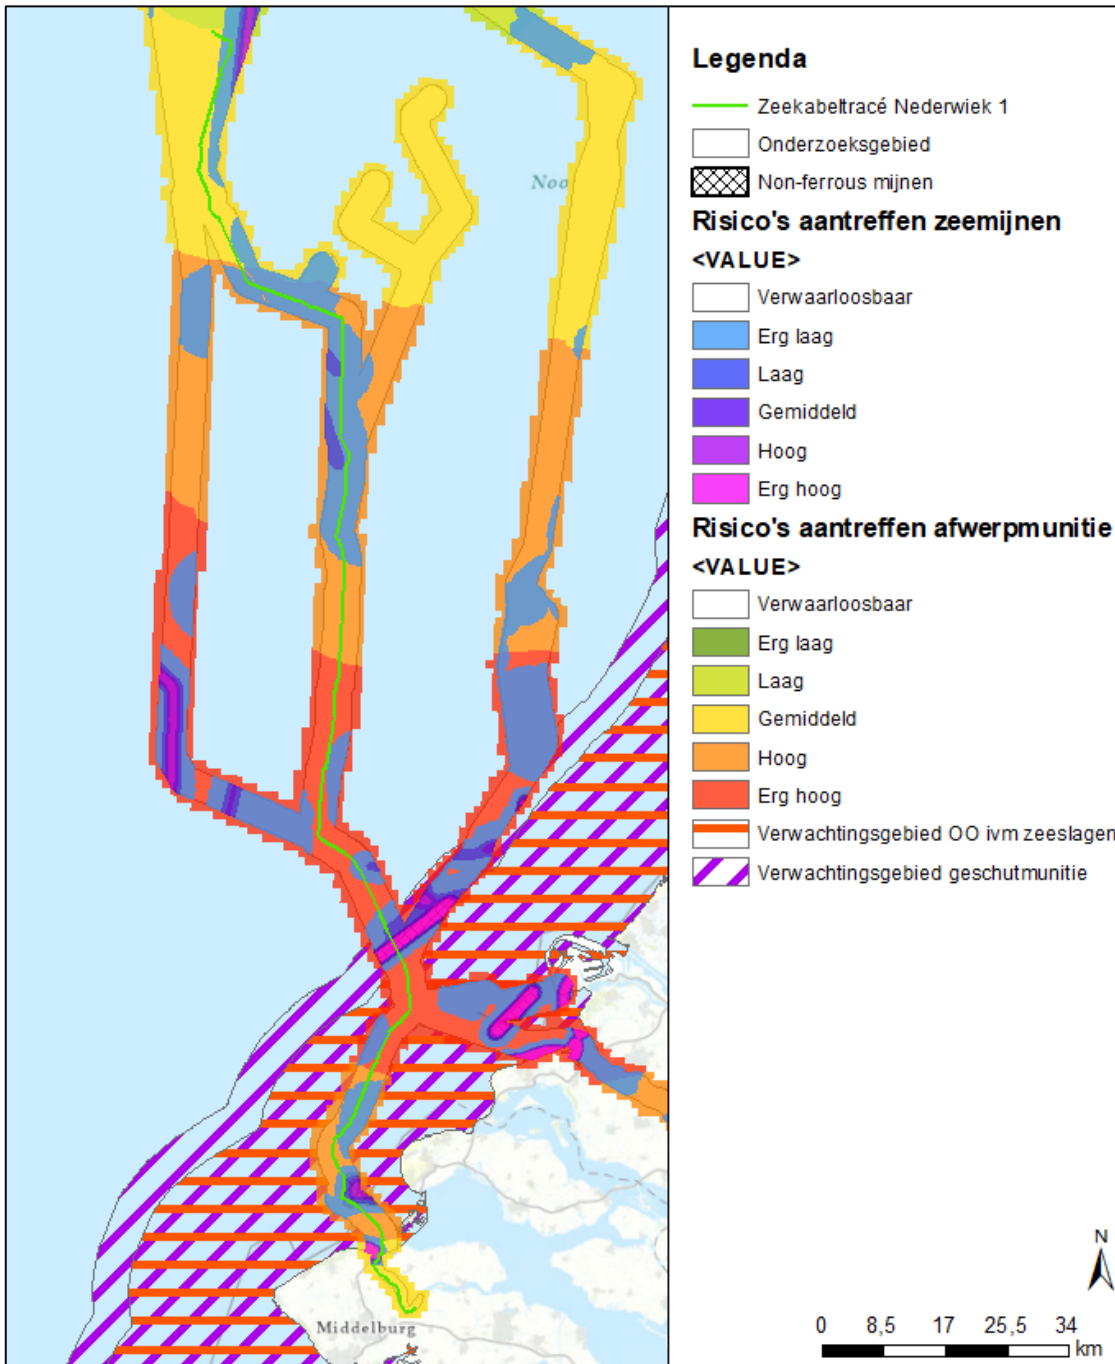 Noo
Middelburg
Legenda
Zeekabeltracé Nederwiek 1
Onderzoeksgebied
Non-ferrous mijnen
Risico's aantreffen zeemijnen
<VALUE>
Verwaarloosbaar
Erg laag
Laag
Gemiddeld
Hoog
Erg hoog
Risico's aantreffen afwerpmunitie
<VALUE>
Verwaarloosbaar
Erg laag
Laag
Gemiddeld
Hoog
Erg hoog
Verwachtingsgebied OO ivm zeeslagen
Verwachtingsgebied geschutmunitie
N
0 8,5 17 25,5 34
km